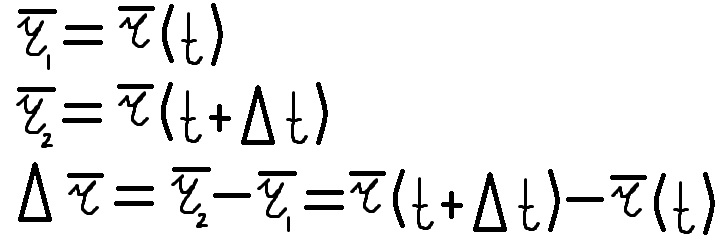 r̅₁ = r̅(t)
r̅₂ = r̅(t + Δt)
Δr̅ = r̅₂ − r̅₁ = r̅(t + Δt) − r̅(t)